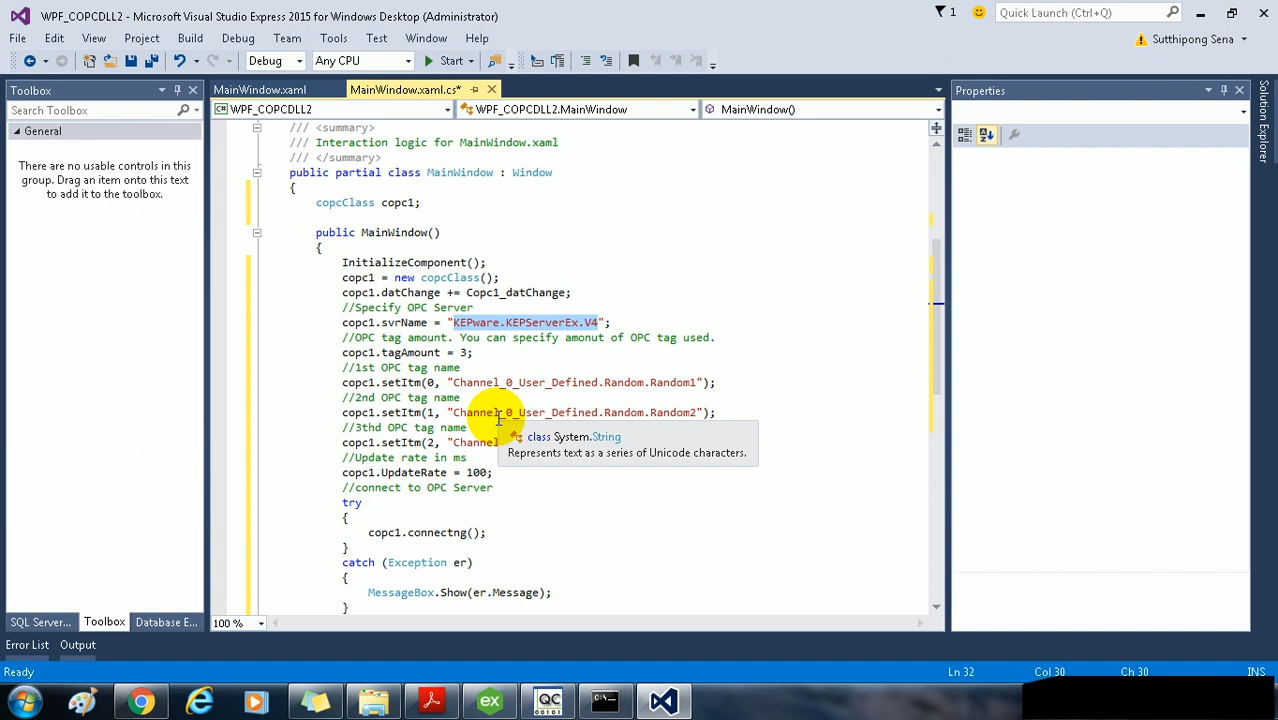 WPF_COPCDLL2 - Microsoft Visual Studio Express 2015 for Windows Desktop (Administrator)
1
Quick Launch (Ctrl+Q)
File Edit View Project Build Debug Team Tools Test Window Help
Sutthipong Sena
Debug Any CPU Start
Toolbox
MainWindow.xaml MainWindow.xaml.cs*
Properties
Search Toolbox
WPF_COPCDLL2 WPF_COPCDLL2.MainWindow MainWindow()
General
There are no usable controls in this
group. Drag an item onto this text
to add it to the toolbox.
Solution Explorer
/// <summary>
/// Interaction logic for MainWindow.xaml
/// </summary>
public partial class MainWindow : Window
{
copcClass copc1;
public MainWindow()
{
InitializeComponent();
copc1 = new copcClass();
copc1.datChange += Copc1_datChange;
//Specify OPC Server
copc1.svrName = "KEPware.KEPServerEx.V4";
//OPC tag amount. You can specify amonut of OPC tag used.
copc1.tagAmount = 3;
//1st OPC tag name
copc1.setItm(0, "Channel_0_User_Defined.Random.Random1");
//2nd OPC tag name
copc1.setItm(1, "Channel_0_User_Defined.Random.Random2");
//3thd OPC tag name
copc1.setItm(2, "Channel
class System.String
Represents text as a series of Unicode characters.
//Update rate in ms
copc1.UpdateRate = 100;
//connect to OPC Server
try
{
copc1.connectng();
}
catch (Exception er)
{
MessageBox.Show(er.Message);
}
SQL Server... Toolbox Database E...
100 %
Error List Output
Ready Ln 32 Col 30 Ch 30 INS
ex
QC
C:\